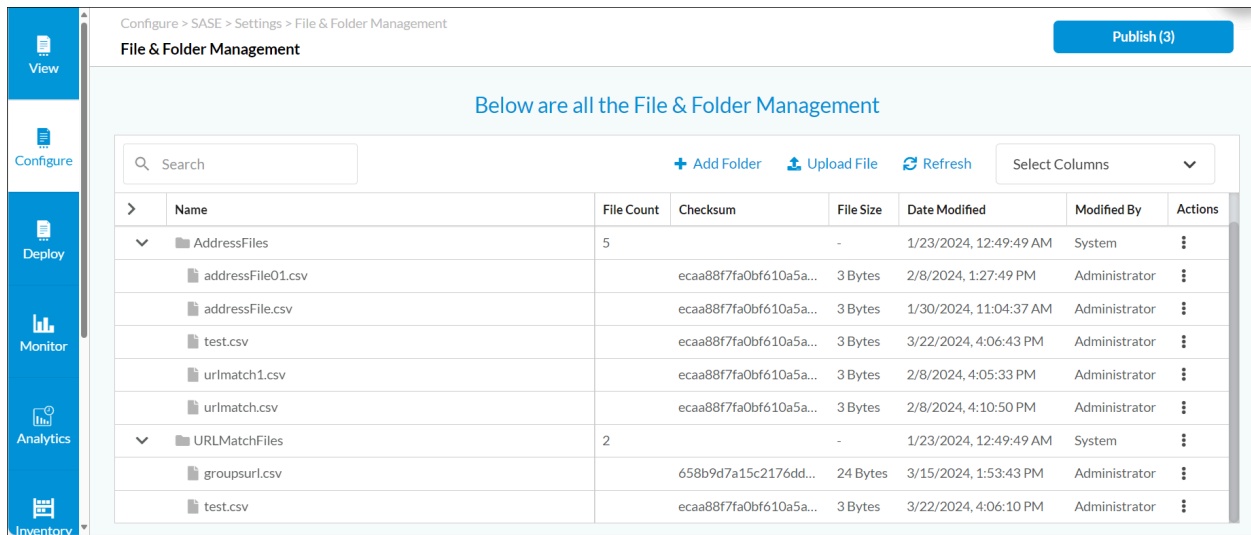 Configure > SASE > Settings > File & Folder Management
File & Folder Management
Publish (3)
View
Configure
Deploy
Monitor
Analytics
Inventory
Below are all the File & Folder Management
Search
Add Folder
Upload File
Refresh
Select Columns
Name File Count Checksum File Size Date Modified Modified By Actions
AddressFiles 5 - 1/23/2024, 12:49:49 AM System
addressFile01.csv ecaa88f7fa0bf610a5a... 3 Bytes 2/8/2024, 1:27:49 PM Administrator
addressFile.csv ecaa88f7fa0bf610a5a... 3 Bytes 1/30/2024, 11:04:37 AM Administrator
test.csv ecaa88f7fa0bf610a5a... 3 Bytes 3/22/2024, 4:06:43 PM Administrator
urlmatch1.csv ecaa88f7fa0bf610a5a... 3 Bytes 2/8/2024, 4:05:33 PM Administrator
urlmatch.csv ecaa88f7fa0bf610a5a... 3 Bytes 2/8/2024, 4:10:50 PM Administrator
URLMatchFiles 2 - 1/23/2024, 12:49:49 AM System
groupsurl.csv 658b9d7a15c2176dd... 24 Bytes 3/15/2024, 1:53:43 PM Administrator
test.csv ecaa88f7fa0bf610a5a... 3 Bytes 3/22/2024, 4:06:10 PM Administrator